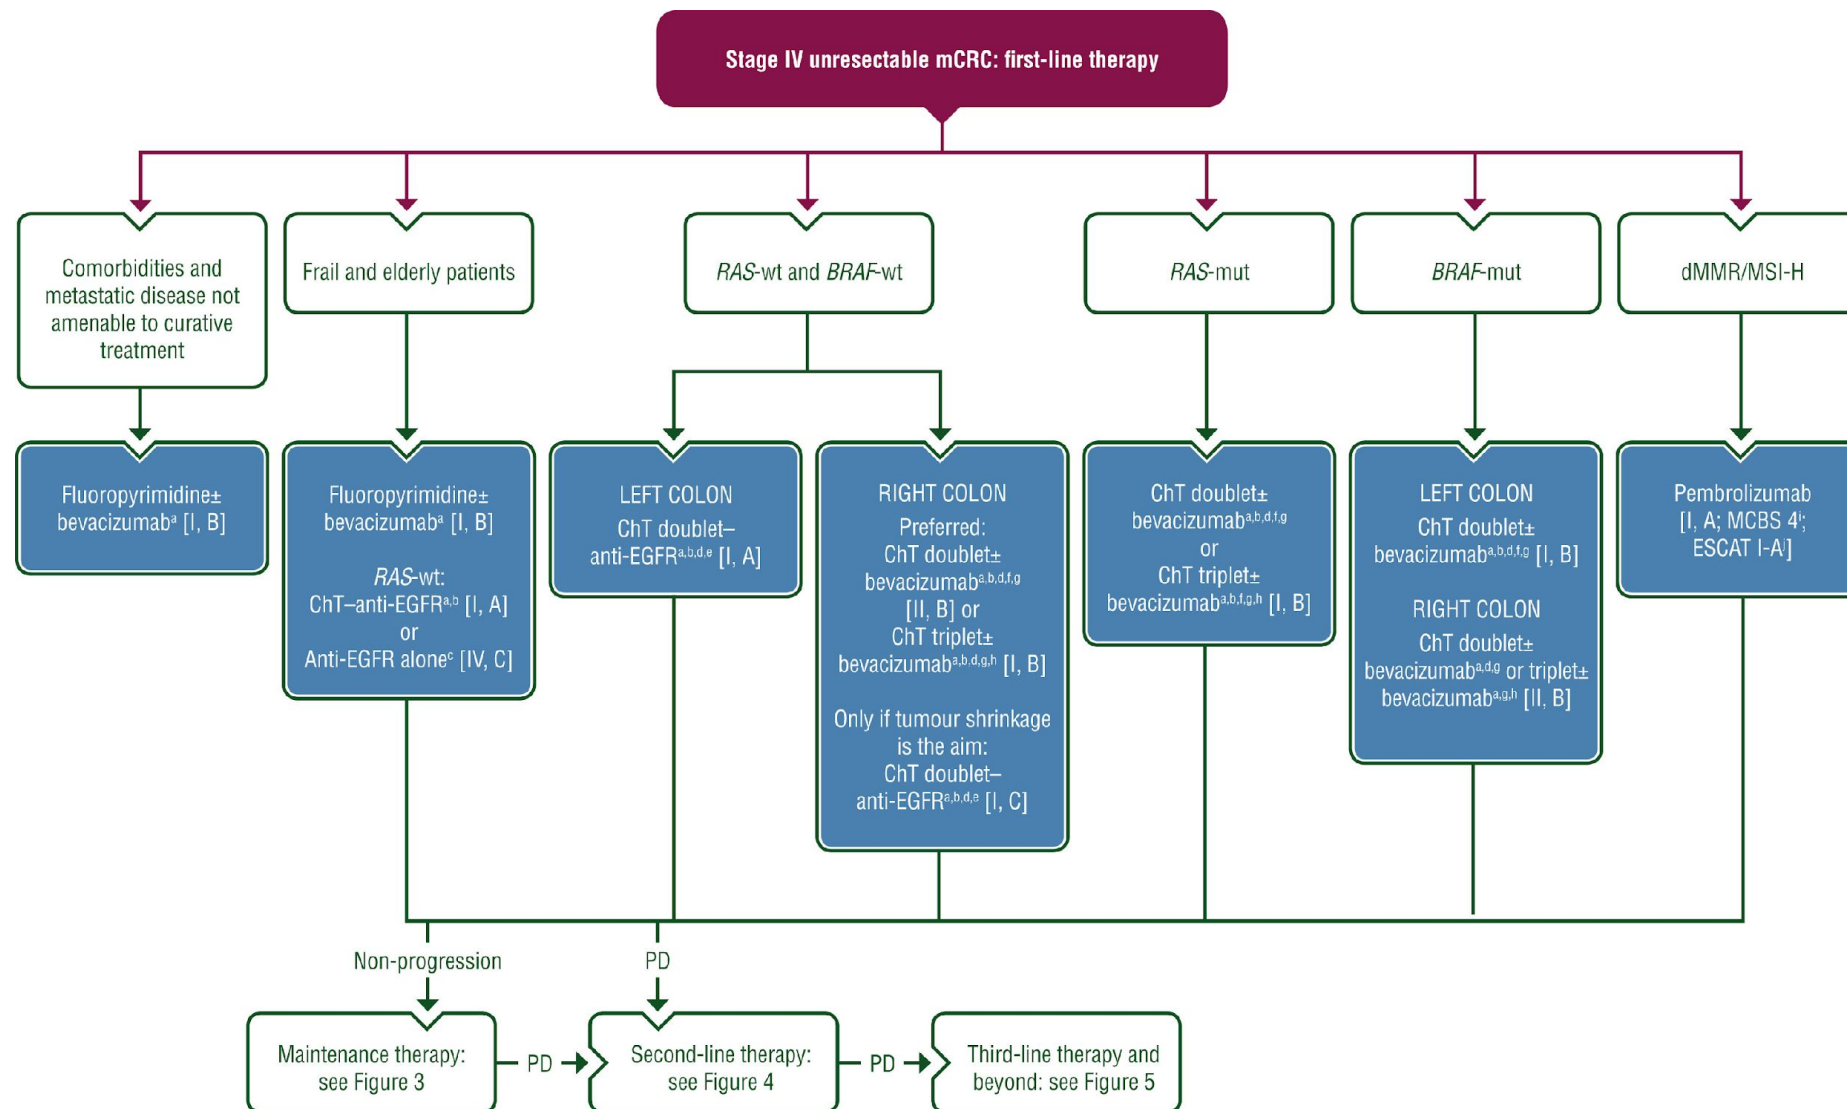 Stage IV unresectable mCRC: first-line therapy
Comorbidities and
metastatic disease not
amenable to curative
treatment
Frail and elderly patients
RAS-wt and BRAF-wt
RAS-mut
BRAF-mut
dMMR/MSI-H
Fluoropyrimidine±
bevacizumabᵃ [I, B]
Fluoropyrimidine±
bevacizumabᵃ [I, B]
RAS-wt:
ChT–anti-EGFRᵃ,ᵇ [I, A]
or
Anti-EGFR aloneᶜ [IV, C]
LEFT COLON
ChT doublet–
anti-EGFRᵃ,ᵇ,ᵈ,ᵉ [I, A]
RIGHT COLON
Preferred:
ChT doublet±
bevacizumabᵃ,ᵇ,ᵈ,ᶠ,ᵍ
[II, B] or
ChT triplet±
bevacizumabᵃ,ᵇ,ᵈ,ᵍ,ʰ [I, B]
Only if tumour shrinkage
is the aim:
ChT doublet–
anti-EGFRᵃ,ᵇ,ᵈ,ᵉ [I, C]
ChT doublet±
bevacizumabᵃ,ᵇ,ᵈ,ᶠ,ᵍ
or
ChT triplet±
bevacizumabᵃ,ᵇ,ᶠ,ᵍ,ʰ [I, B]
LEFT COLON
ChT doublet±
bevacizumabᵃ,ᵇ,ᵈ,ᶠ,ᵍ [I, B]
RIGHT COLON
ChT doublet±
bevacizumabᵃ,ᵈ,ᵍ or triplet±
bevacizumabᵃ,ᵍ,ʰ [II, B]
Pembrolizumab
[I, A; MCBS 4ⁱ;
ESCAT I-Aʲ]
Non-progression
PD
Maintenance therapy:
see Figure 3
PD
Second-line therapy:
see Figure 4
PD
Third-line therapy and
beyond: see Figure 5